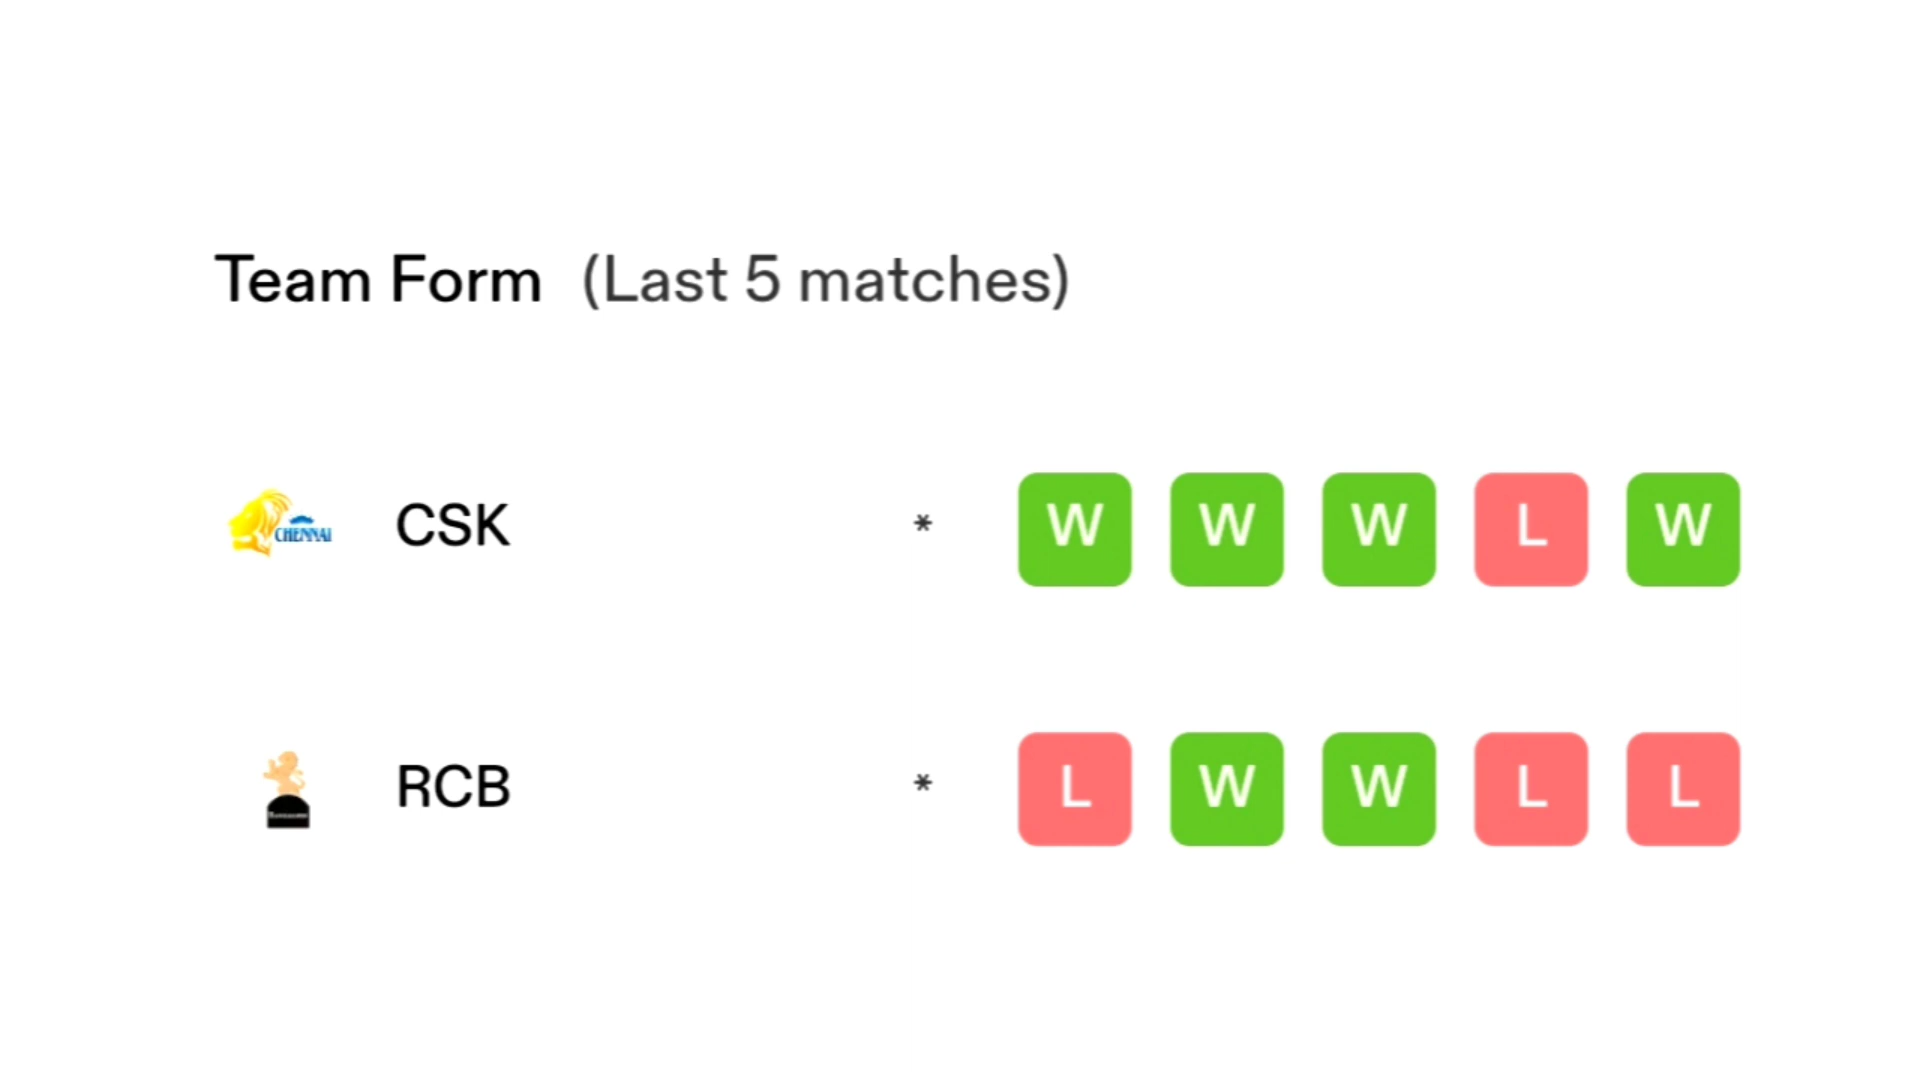 Team Form (Last 5 matches)
CHENNAI CSK * W W W L W
RCB * L W W L L